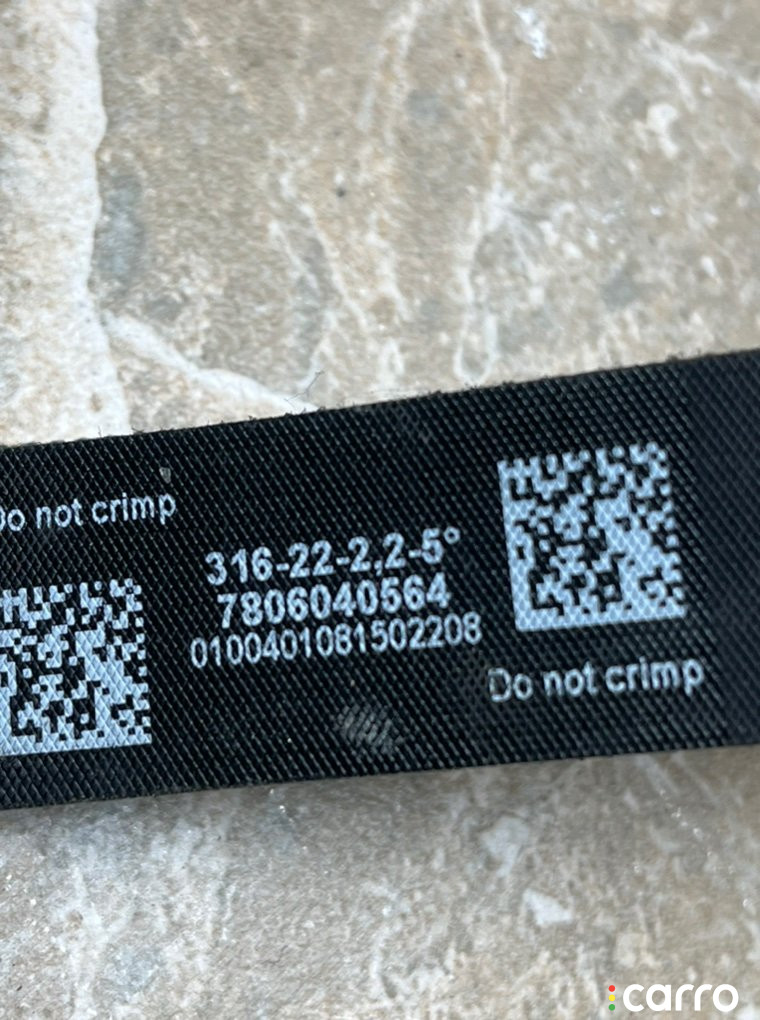 Do not crimp
316-22-2,2-5°
7806040564
0100401081502208
Do not crimp
carro